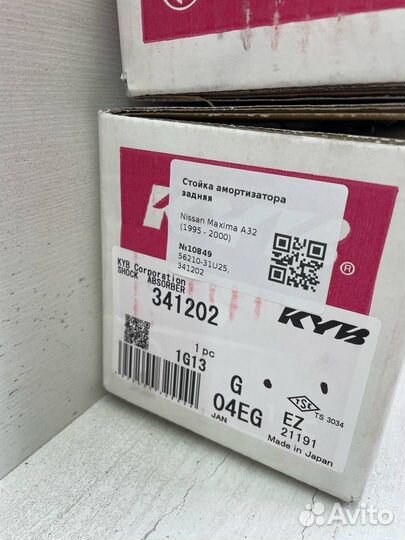 Стойка амортизатора
задняя
Nissan Maxima A32
(1995 - 2000)
№10849
56210-31U25,
341202
®
KYB Corporation
SHOCK ABSORBER
341202
KYB
1 pc
1G13
G
TSE
TS 3034
04EG
EZ
21191
JAN
Made in Japan
Avito